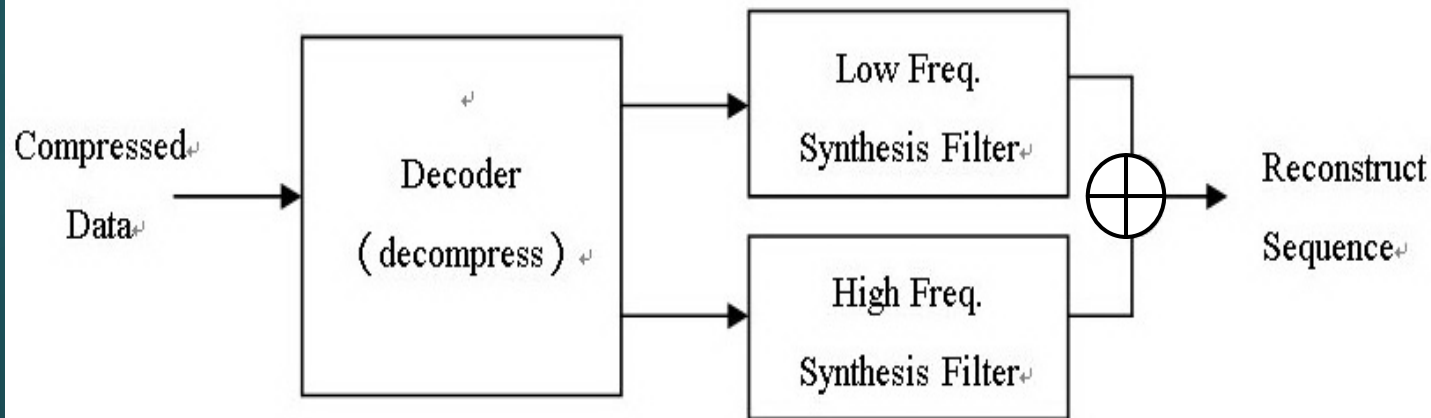 Compressed
Data
Decoder
(decompress)
Low Freq.
Synthesis Filter
High Freq.
Synthesis Filter
Reconstruct
Sequence